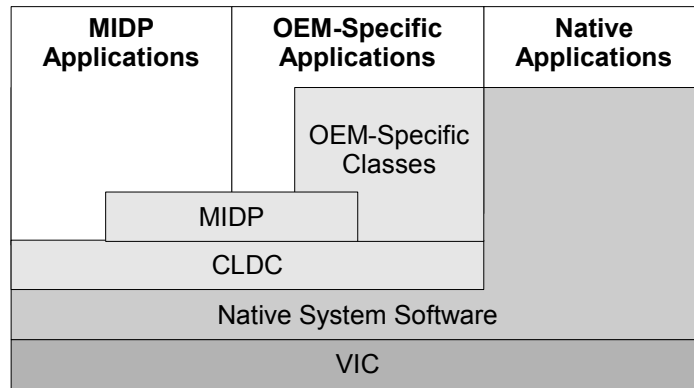 MIDP
Applications
OEM-Specific
Applications
Native
Applications
OEM-Specific
Classes
MIDP
CLDC
Native System Software
VIC